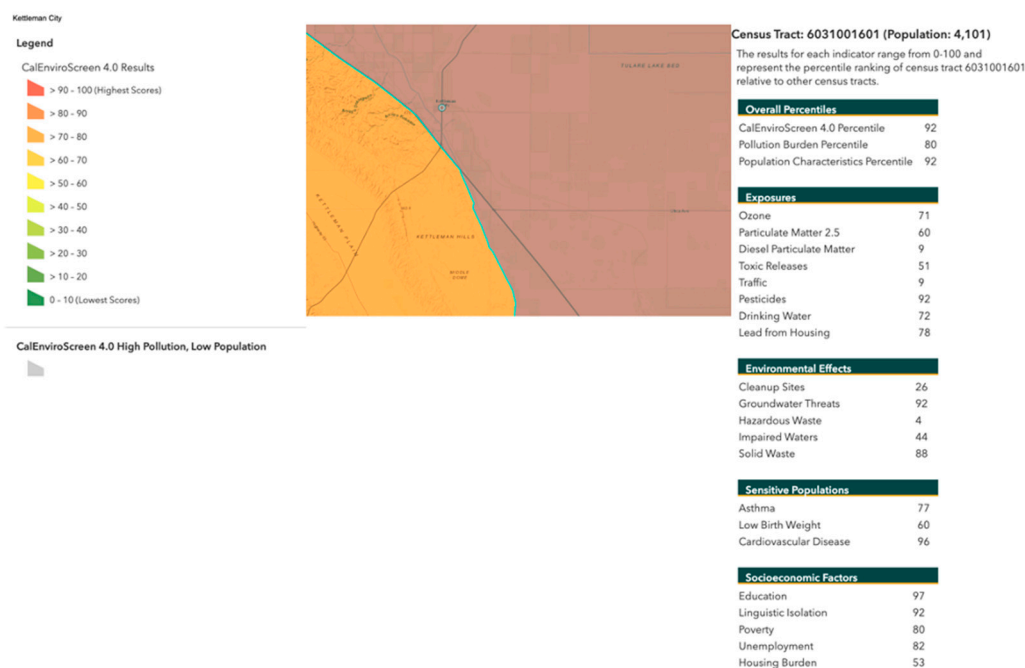 Kettleman City
Legend
CalEnviroScreen 4.0 Results
> 90 - 100 (Highest Scores)
> 80 - 90
> 70 - 80
> 60 - 70
> 50 - 60
> 40 - 50
> 30 - 40
> 20 - 30
> 10 - 20
0 - 10 (Lowest Scores)
CalEnviroScreen 4.0 High Pollution, Low Population
TULARE LAKE BED
KETTLEMAN PLAIN
KETTLEMAN HILLS
MIDDLE
DOME
Census Tract: 6031001601 (Population: 4,101)
The results for each indicator range from 0-100 and
represent the percentile ranking of census tract 6031001601
relative to other census tracts.
Overall Percentiles
CalEnviroScreen 4.0 Percentile 92
Pollution Burden Percentile 80
Population Characteristics Percentile 92
Exposures
Ozone 71
Particulate Matter 2.5 60
Diesel Particulate Matter 9
Toxic Releases 51
Traffic 9
Pesticides 92
Drinking Water 72
Lead from Housing 78
Environmental Effects
Cleanup Sites 26
Groundwater Threats 92
Hazardous Waste 4
Impaired Waters 44
Solid Waste 88
Sensitive Populations
Asthma 77
Low Birth Weight 60
Cardiovascular Disease 96
Socioeconomic Factors
Education 97
Linguistic Isolation 92
Poverty 80
Unemployment 82
Housing Burden 53